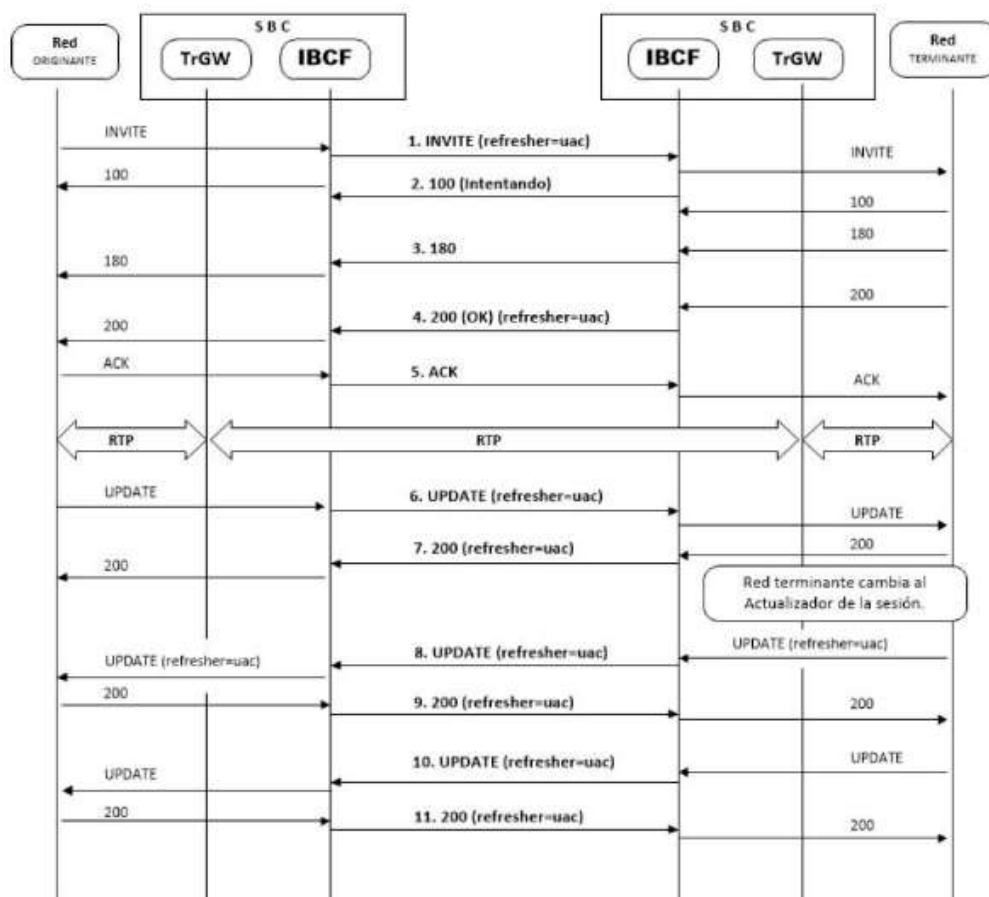 S B C
S B C
Red
ORIGINANTE
TrGW
IBCF
IBCF
TrGW
Red
TERMINANTE
INVITE
1. INVITE (refresher=uac)
INVITE
100
2. 100 (Intentando)
100
180
3. 180
180
200
4. 200 (OK) (refresher=uac)
200
ACK
5. ACK
ACK
RTP
RTP
RTP
UPDATE
6. UPDATE (refresher=uac)
UPDATE
200
7. 200 (refresher=uac)
200
Red terminante cambia al
Actualizador de la sesión.
UPDATE (refresher=uac)
8. UPDATE (refresher=uac)
UPDATE (refresher=uac)
200
9. 200 (refresher=uac)
200
UPDATE
10. UPDATE (refresher=uac)
UPDATE
200
11. 200 (refresher=uac)
200